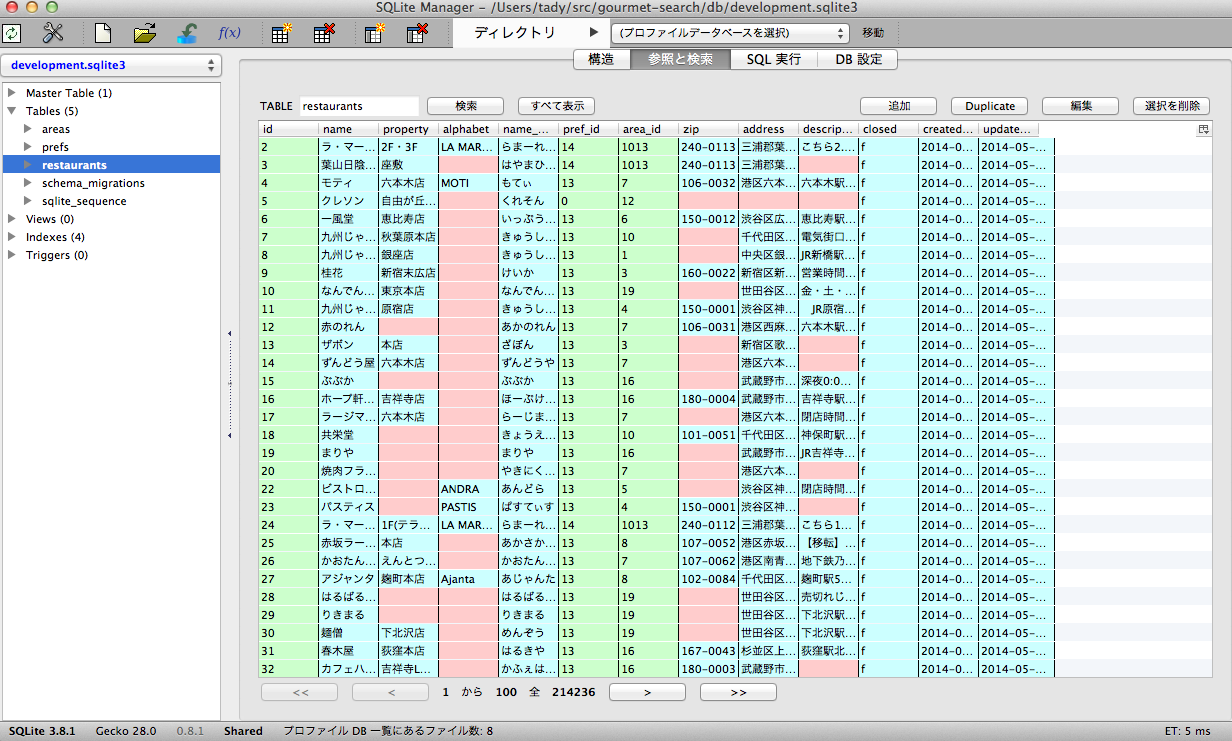 SQLite Manager - /Users/tady/src/gourmet-search/db/development.sqlite3
f(x) ディレクトリ (プロファイルデータベースを選択) 移動
development.sqlite3
構造 参照と検索 SQL 実行 DB 設定
Master Table (1)
Tables (5)
areas
prefs
restaurants
schema_migrations
sqlite_sequence
Views (0)
Indexes (4)
Triggers (0)
TABLE restaurants 検索 すべて表示 追加 Duplicate 編集 選択を削除
id name property alphabet name_... pref_id area_id zip address descrip... closed created... update...
2 ラ・マー... 2F・3F LA MAR... らまーれ... 14 1013 240-0113 三浦郡葉... こちら2... f 2014-0... 2014-05-...
3 葉山日陰... 座敷 はやまひ... 14 1013 240-0113 三浦郡葉... f 2014-0... 2014-05-...
4 モティ 六本木店 MOTI もてぃ 13 7 106-0032 港区六本... 六本木駅... f 2014-0... 2014-05-...
5 クレソン 自由が丘... くれそん 0 12 f 2014-0... 2014-05-...
6 一風堂 恵比寿店 いっぷう... 13 6 150-0012 渋谷区広... 恵比寿駅... f 2014-0... 2014-05-...
7 九州じゃ... 秋葉原本店 きゅうし... 13 10 千代田区... 電気街口... f 2014-0... 2014-05-...
8 九州じゃ... 銀座店 きゅうし... 13 1 中央区銀... JR新橋駅... f 2014-0... 2014-05-...
9 桂花 新宿末広店 けいか 13 3 160-0022 新宿区新... 営業時間... f 2014-0... 2014-05-...
10 なんでん... 東京本店 なんでん... 13 19 世田谷区... 金・土・... f 2014-0... 2014-05-...
11 九州じゃ... 原宿店 きゅうし... 13 4 150-0001 渋谷区神... JR原宿... f 2014-0... 2014-05-...
12 赤のれん あかのれん 13 7 106-0031 港区西麻... 六本木駅... f 2014-0... 2014-05-...
13 ザボン 本店 ざぼん 13 3 新宿区歌... f 2014-0... 2014-05-...
14 ずんどう屋 六本木店 ずんどうや 13 7 港区六本... f 2014-0... 2014-05-...
15 ぶぶか ぶぶか 13 16 武蔵野市... 深夜0:0... f 2014-0... 2014-05-...
16 ホープ軒... 吉祥寺店 ほーぷけ... 13 16 180-0004 武蔵野市... 吉祥寺駅... f 2014-0... 2014-05-...
17 ラージマ... 六本木店 らーじま... 13 7 港区六本... 閉店時間... f 2014-0... 2014-05-...
18 共栄堂 きょうえ... 13 10 101-0051 千代田区... 神保町駅... f 2014-0... 2014-05-...
19 まりや まりや 13 16 武蔵野市... JR吉祥寺... f 2014-0... 2014-05-...
20 焼肉フラ... やきにく... 13 7 港区六本... f 2014-0... 2014-05-...
22 ビストロ... ANDRA あんどら 13 5 渋谷区神... 閉店時間... f 2014-0... 2014-05-...
23 パスティス PASTIS ぱすてぃす 13 4 150-0001 渋谷区神... f 2014-0... 2014-05-...
24 ラ・マー... 1F(テラ... LA MAR... らまーれ... 14 1013 240-0112 三浦郡葉... こちら1... f 2014-0... 2014-05-...
25 赤坂ラー... 本店 あかさか... 13 8 107-0052 港区赤坂... 【移転】... f 2014-0... 2014-05-...
26 かおたん... えんとつ... かおたん... 13 7 107-0062 港区南青... 地下鉄乃... f 2014-0... 2014-05-...
27 アジャンタ 麹町本店 Ajanta あじゃんた 13 8 102-0084 千代田区... 麹町駅5... f 2014-0... 2014-05-...
28 はるばる... はるばる... 13 19 世田谷区... 売切れじ... f 2014-0... 2014-05-...
29 りきまる りきまる 13 19 世田谷区... 下北沢駅... f 2014-0... 2014-05-...
30 麺僧 下北沢店 めんぞう 13 19 世田谷区... 下北沢駅... f 2014-0... 2014-05-...
31 春木屋 荻窪本店 はるきや 13 16 167-0043 杉並区上... 荻窪駅北... f 2014-0... 2014-05-...
32 カフェハ... 吉祥寺L... かふぇは... 13 16 180-0003 武蔵野市... f 2014-0... 2014-05-...
<< < 1 から 100 全 214236 > >>
SQLite 3.8.1 Gecko 28.0 0.8.1 Shared プロファイル DB 一覧にあるファイル数: 8 ET: 5 ms